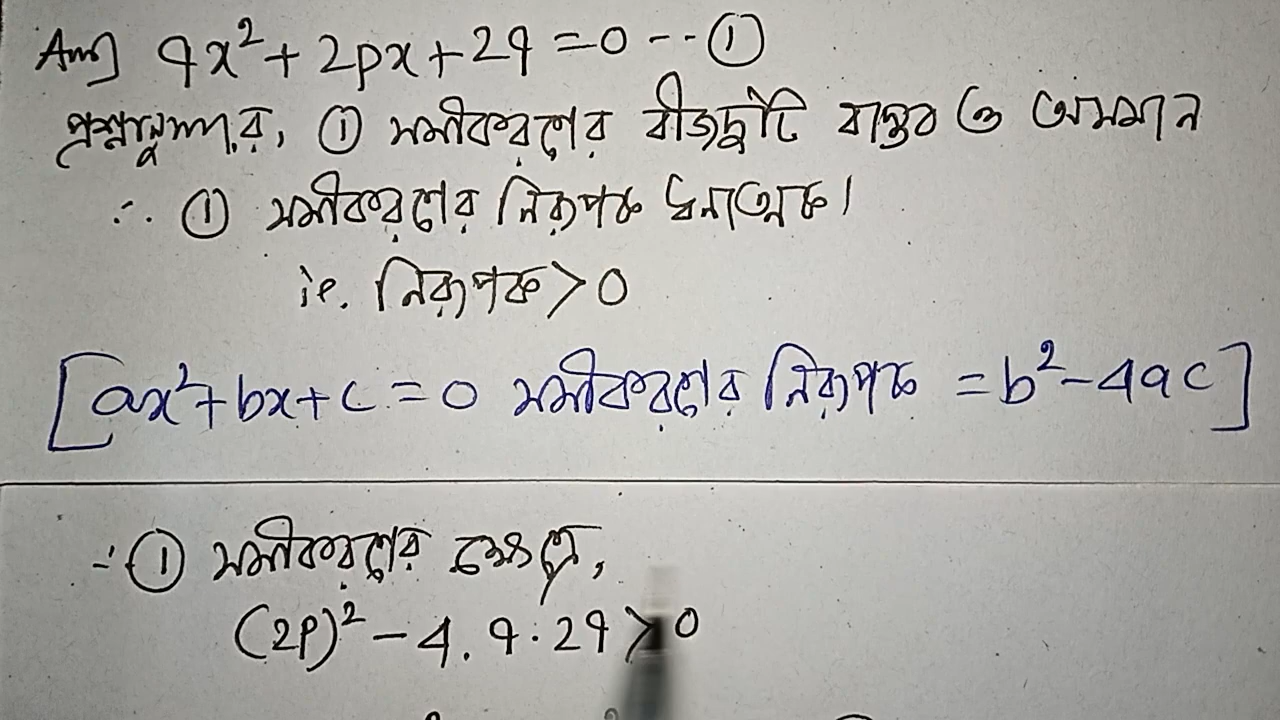 Ans] qx² + 2px + 2q = 0 -- ①
প্রশ্নানুসারে, ① সমীকরণের বীজদুটি বাস্তব ও অসমান
∴ ① সমীকরণের নিরূপক ধনাত্মক।
ie. নিরূপক > 0
[ax²+bx+c = 0 সমীকরণের নিরূপক = b²-4ac]
∴ ① সমীকরণের ক্ষেত্রে,
(2p)² - 4. q. 2q > 0